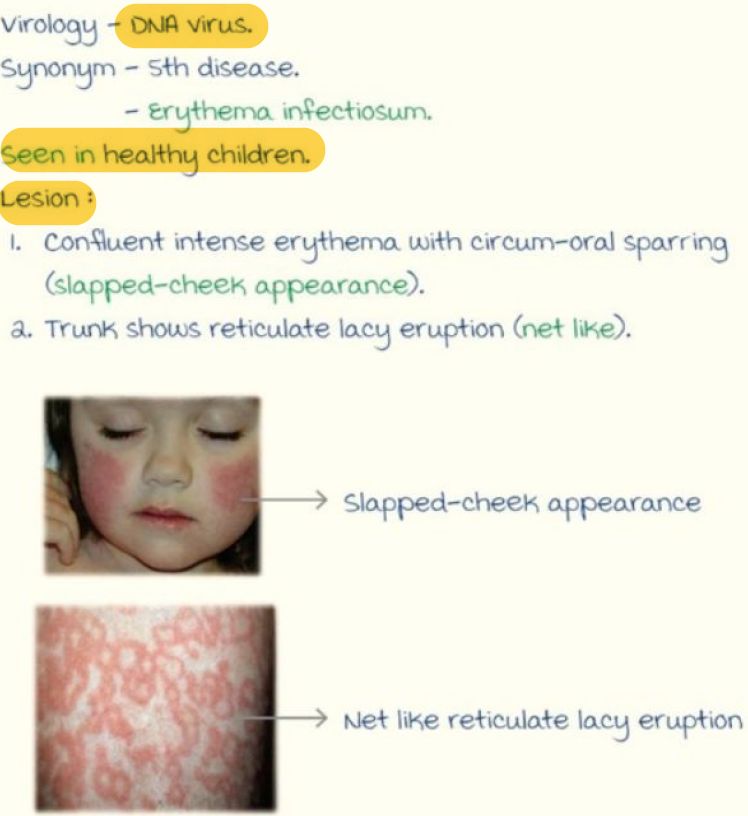 Virology - DNA virus.
Synonym - 5th disease.
- Erythema infectiosum.
Seen in healthy children.
Lesion :
1. Confluent intense erythema with circum-oral sparring
(slapped-cheek appearance).
2. Trunk shows reticulate lacy eruption (net like).
Slapped-cheek appearance
Net like reticulate lacy eruption